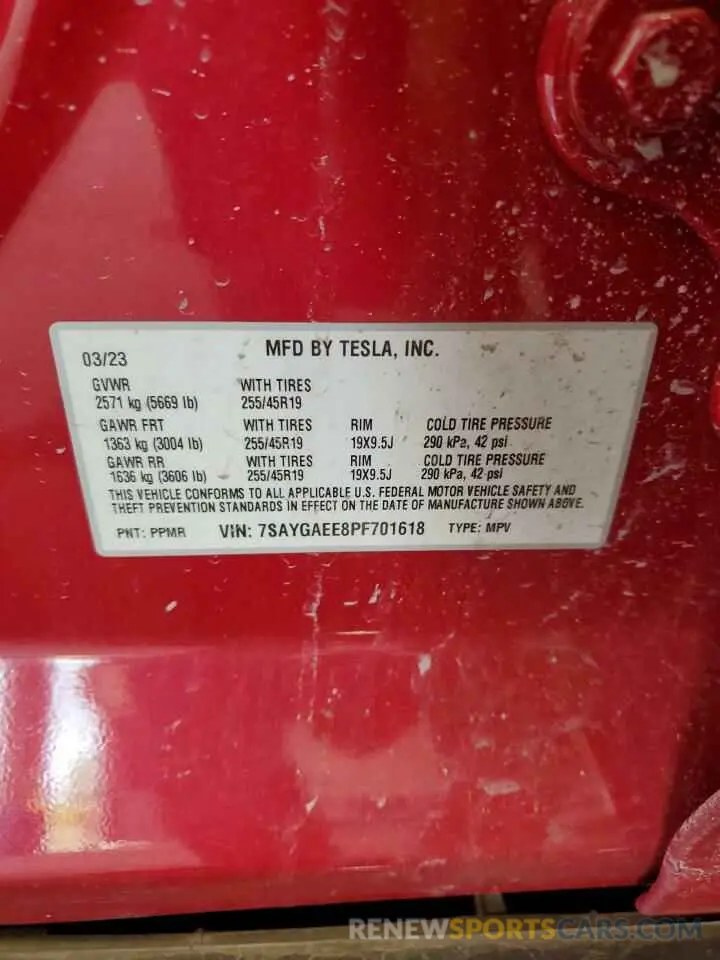 MFD BY TESLA, INC.
03/23
GVWR WITH TIRES
2571 kg (5669 lb) 255/45R19
GAWR FRT WITH TIRES RIM COLD TIRE PRESSURE
1363 kg (3004 lb) 255/45R19 19X9.5J 290 kPa, 42 psi
GAWR RR WITH TIRES RIM COLD TIRE PRESSURE
1636 kg (3606 lb) 255/45R19 19X9.5J 290 kPa, 42 psi
THIS VEHICLE CONFORMS TO ALL APPLICABLE U.S. FEDERAL MOTOR VEHICLE SAFETY AND
THEFT PREVENTION STANDARDS IN EFFECT ON THE DATE OF MANUFACTURE SHOWN ABOVE.
PNT: PPMR VIN: 7SAYGAEE8PF701618 TYPE: MPV
RENEWSPORTSCARS.COM